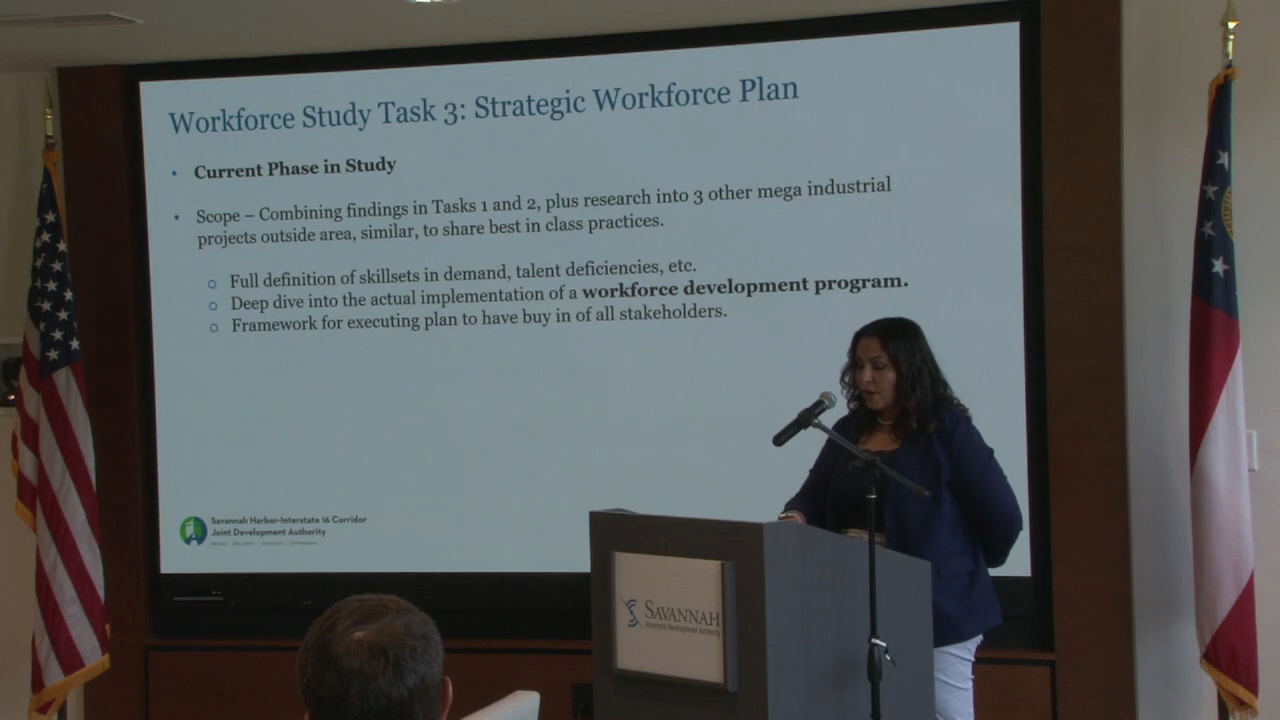 Workforce Study Task 3: Strategic Workforce Plan
• Current Phase in Study
• Scope – Combining findings in Tasks 1 and 2, plus research into 3 other mega industrial
projects outside area, similar, to share best in class practices.
○ Full definition of skillsets in demand, talent deficiencies, etc.
○ Deep dive into the actual implementation of a workforce development program.
○ Framework for executing plan to have buy in of all stakeholders.
Savannah Harbor-Interstate 16 Corridor
Joint Development Authority
SAVANNAH
Economic Development Authority